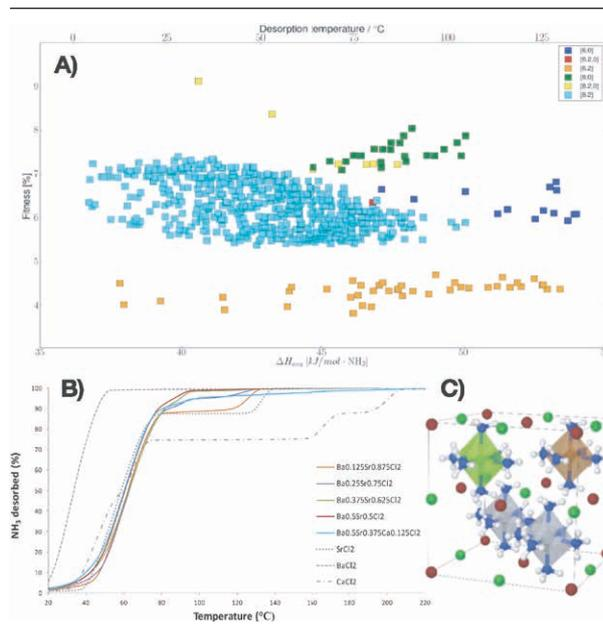 Desorption temperature / °C
0 25 50 75 100 125
A)
[6.0]
[6.2.0]
[6.2]
[8.0]
[8.2.0]
[8.2]
Fitness [%]
9
8
7
6
5
4
35 40 45 50
[kJ/mol · NH3]
B)
NH3 desorbed (%)
100
90
80
70
60
50
40
30
20
10
0
Ba0.125Sr0.875Cl2
Ba0.25Sr0.75Cl2
Ba0.375Sr0.625Cl2
Ba0.5Sr0.5Cl2
Ba0.5Sr0.375Ca0.125Cl2
SrCl2
BaCl2
CaCl2
20 40 60 80 100 120 140 160 180 200 220
Temperature (°C)
C)